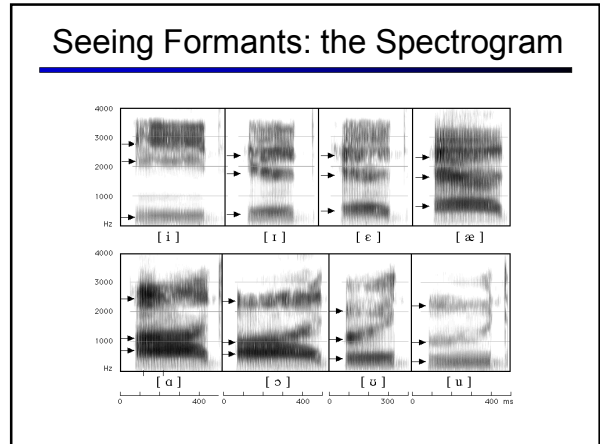 Seeing Formants: the Spectrogram
4000
3000
2000
1000
Hz
[ i ] [ ɪ ] [ ɛ ] [ æ ]
4000
3000
2000
1000
Hz
[ ɑ ] [ ɔ ] [ ʊ ] [ u ]
0 400 0 400 0 300 0 400 ms